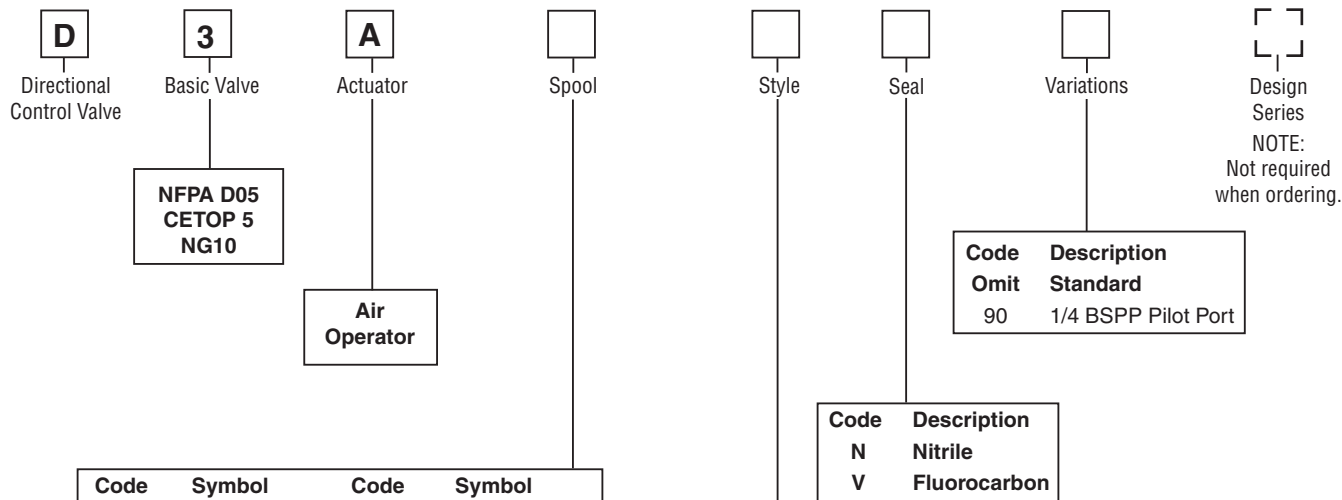 D 3 A
Directional
Control Valve
Basic Valve
Actuator
Spool
Style
Seal
Variations
Design
Series
NOTE:
Not required
when ordering.
NFPA D05
CETOP 5
NG10
Air
Operator
Code Description
Omit Standard
90 1/4 BSPP Pilot Port
Code Description
N Nitrile
V Fluorocarbon
Code Symbol Code Symbol